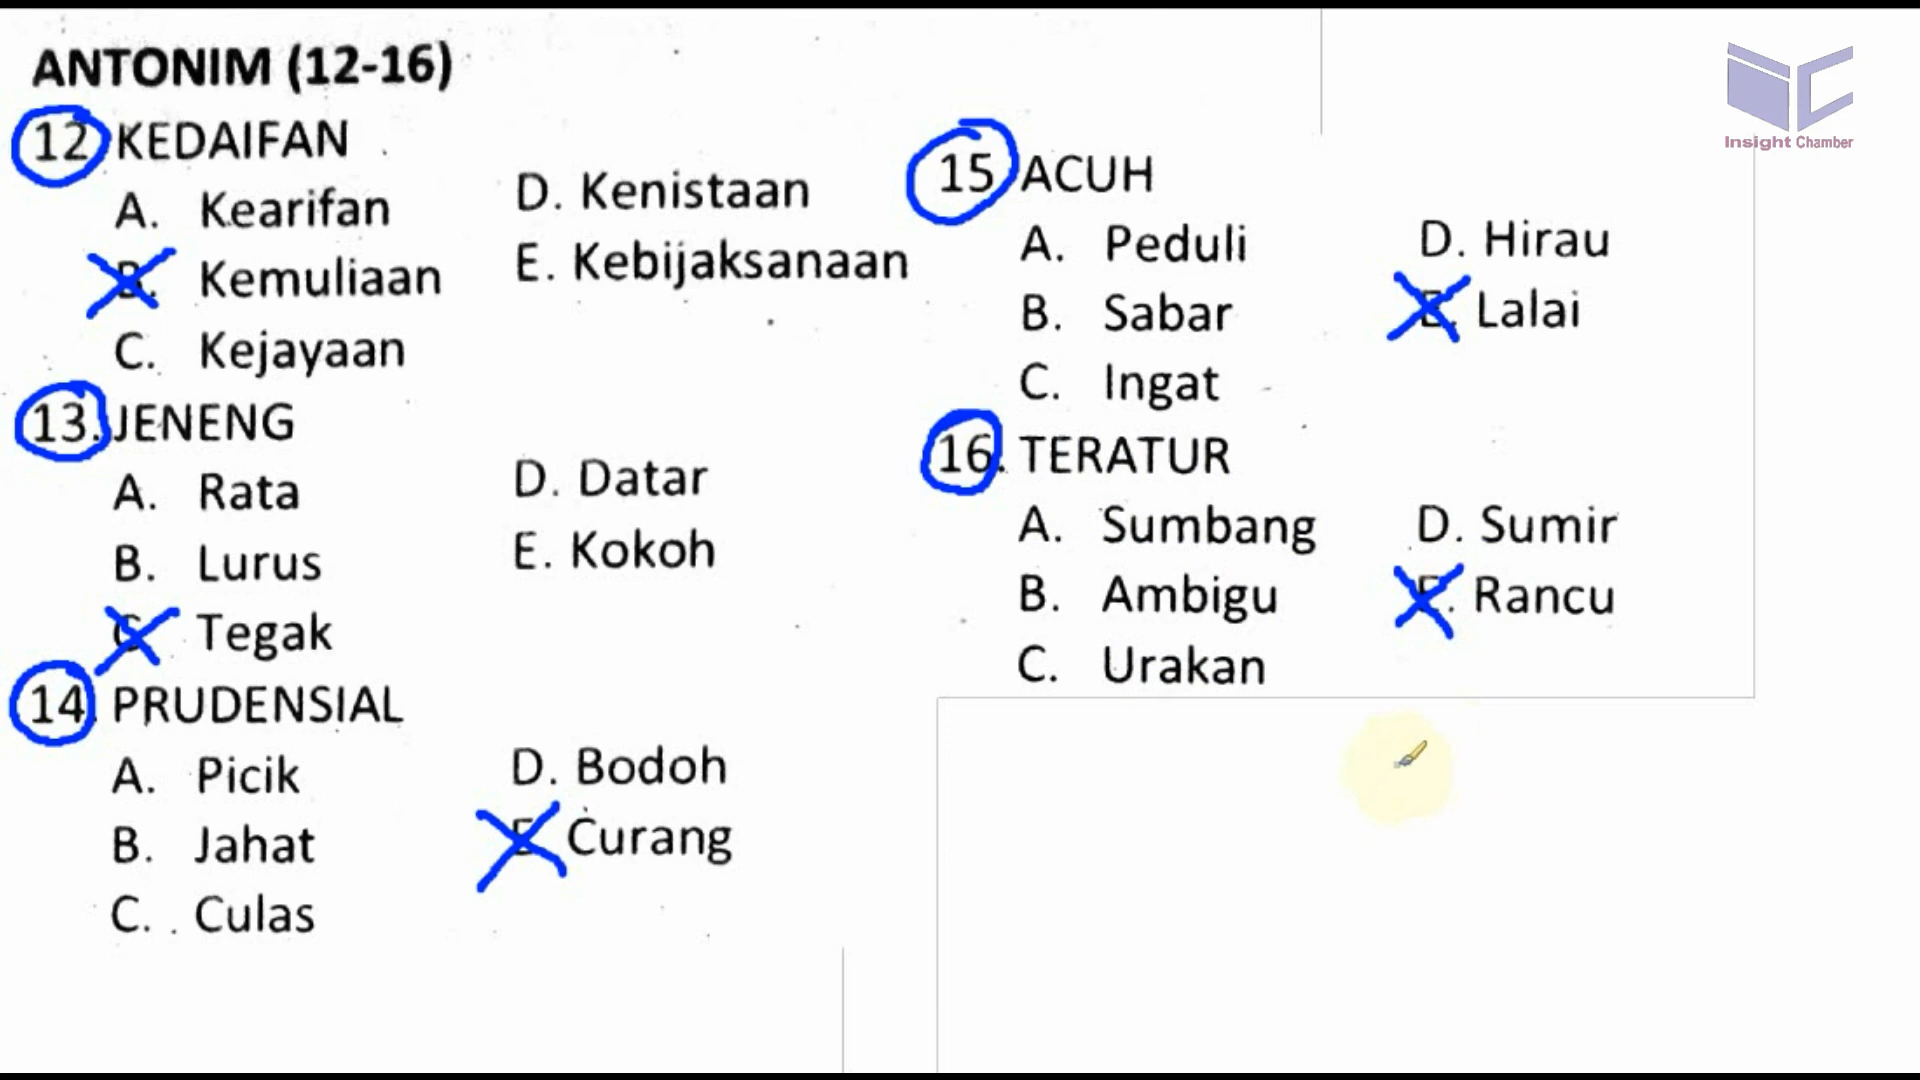 ANTONIM (12-16)
12 KEDAIFAN
A. Kearifan
B. Kemuliaan
C. Kejayaan
D. Kenistaan
E. Kebijaksanaan
13. JENENG
A. Rata
B. Lurus
C Tegak
D. Datar
E. Kokoh
14. PRUDENSIAL
A. Picik
B. Jahat
C. Culas
D. Bodoh
E Curang
15 ACUH
A. Peduli
B. Sabar
C. Ingat
D. Hirau
E. Lalai
16. TERATUR
A. Sumbang
B. Ambigu
C. Urakan
D. Sumir
E. Rancu
Insight Chamber